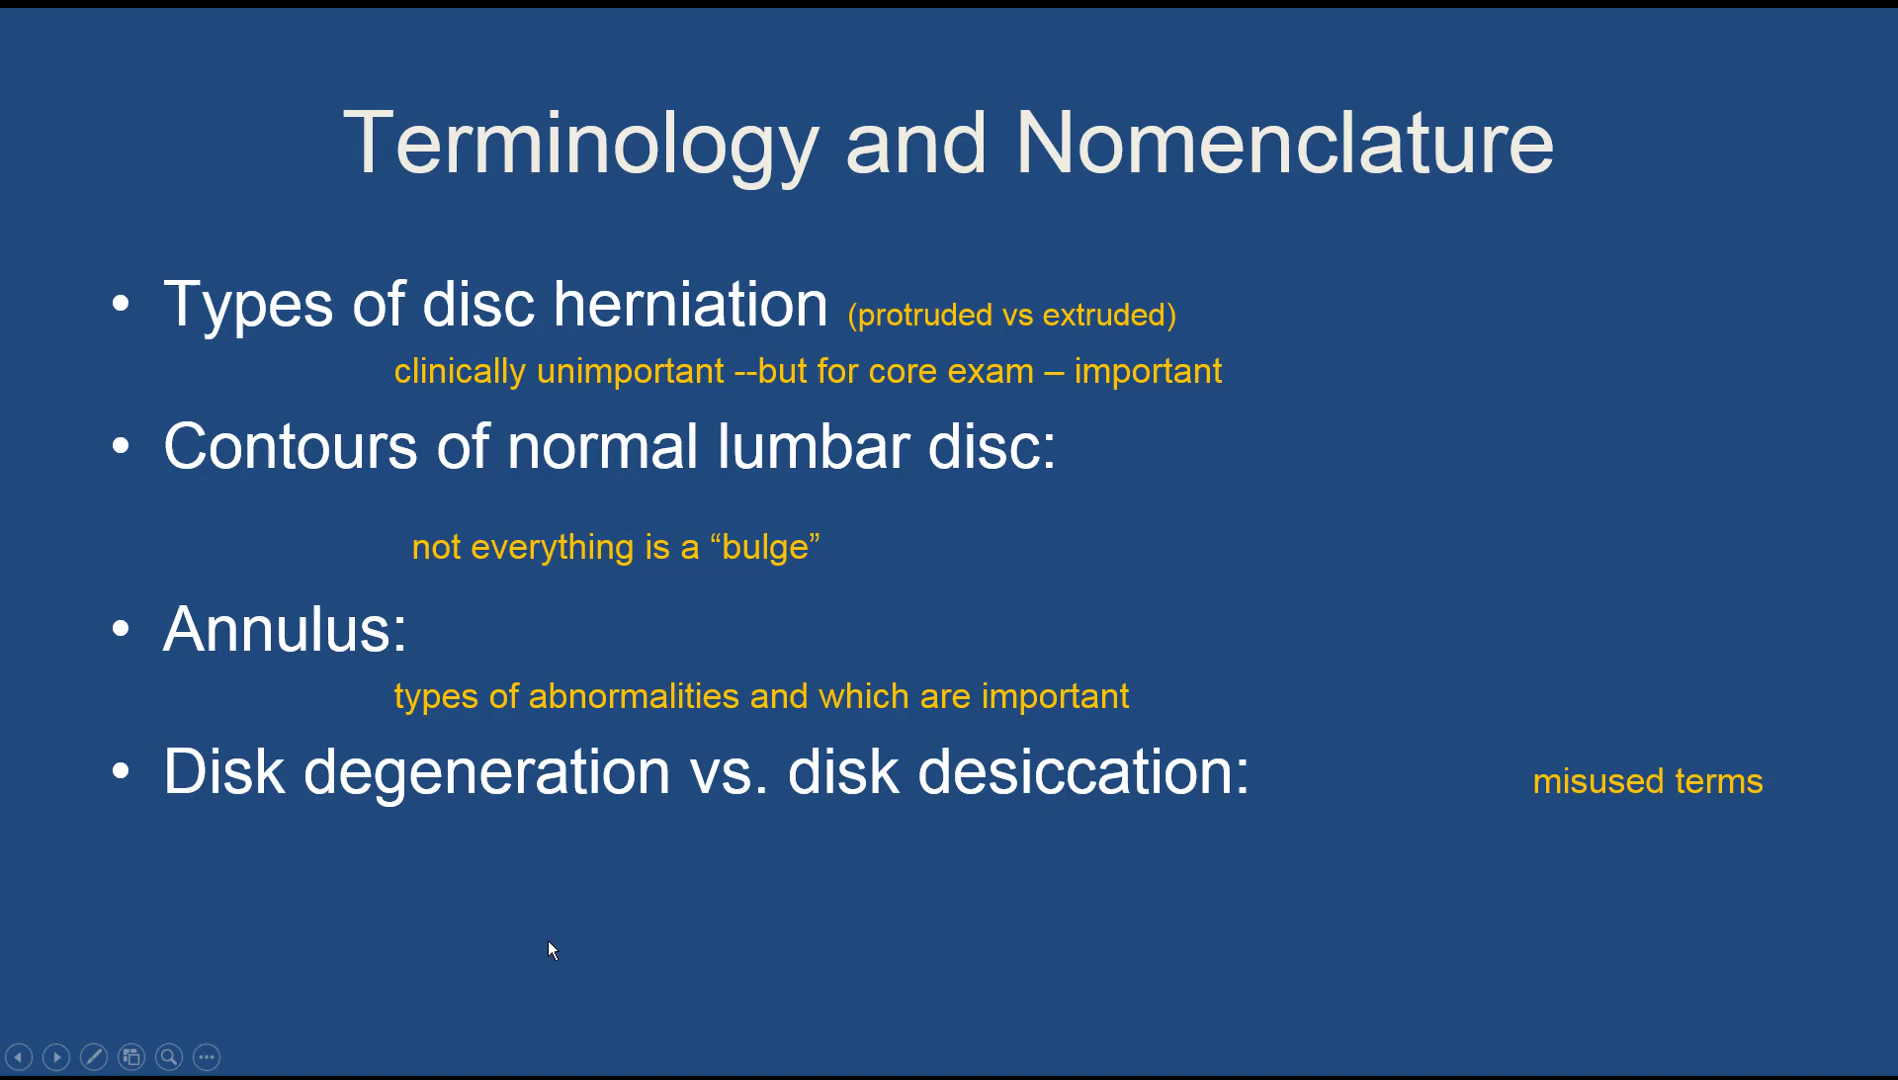 Terminology and Nomenclature
• Types of disc herniation (protruded vs extruded)
clinically unimportant --but for core exam – important
• Contours of normal lumbar disc:
not everything is a “bulge”
• Annulus:
types of abnormalities and which are important
• Disk degeneration vs. disk desiccation: misused terms